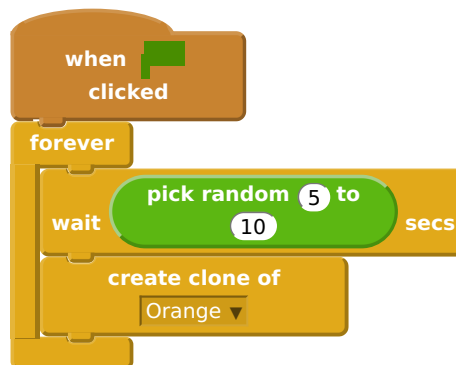 when
clicked
forever
pick random 5 to
wait 10 secs
create clone of
Orange